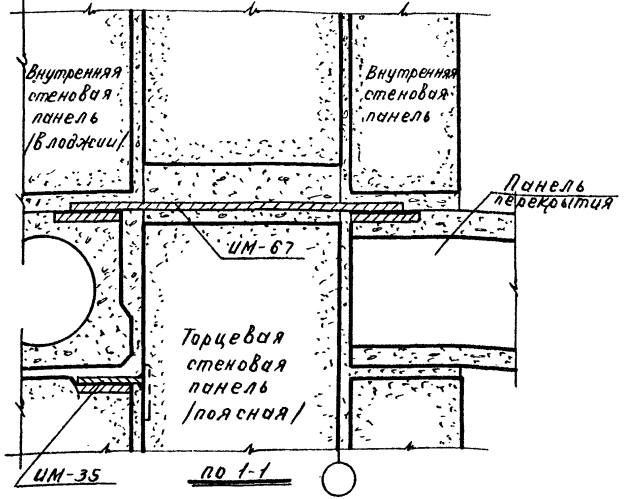 Внутренняя
стеновая
панель
/в лоджии/
Внутренняя
стеновая
панель
Панель
перекрытия
ИМ-67
Торцевая
стеновая
панель
/поясная/
ИМ-35
по 1-1